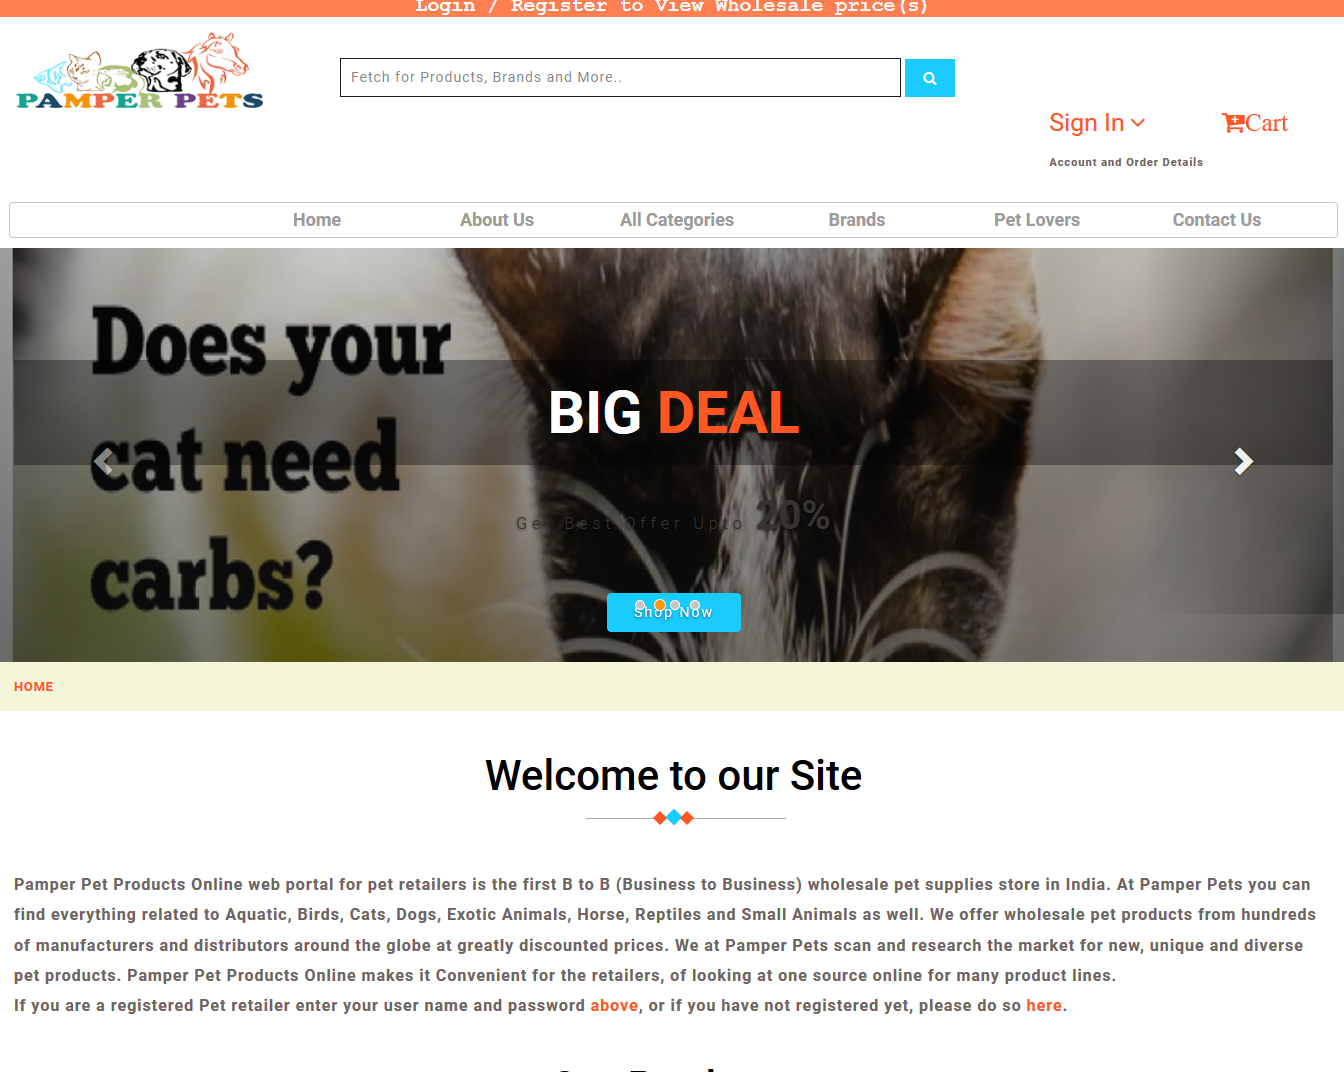 Login / Register to View Wholesale price(s)
PAMPER PETS
Fetch for Products, Brands and More..
Sign In
Cart
Account and Order Details
Home
About Us
All Categories
Brands
Pet Lovers
Contact Us
Does your
cat need
carbs?
BIG DEAL
Get Best Offer Upto 20%
Shop Now
HOME
Welcome to our Site
Pamper Pet Products Online web portal for pet retailers is the first B to B (Business to Business) wholesale pet supplies store in India. At Pamper Pets you can
find everything related to Aquatic, Birds, Cats, Dogs, Exotic Animals, Horse, Reptiles and Small Animals as well. We offer wholesale pet products from hundreds
of manufacturers and distributors around the globe at greatly discounted prices. We at Pamper Pets scan and research the market for new, unique and diverse
pet products. Pamper Pet Products Online makes it Convenient for the retailers, of looking at one source online for many product lines.
If you are a registered Pet retailer enter your user name and password above, or if you have not registered yet, please do so here.